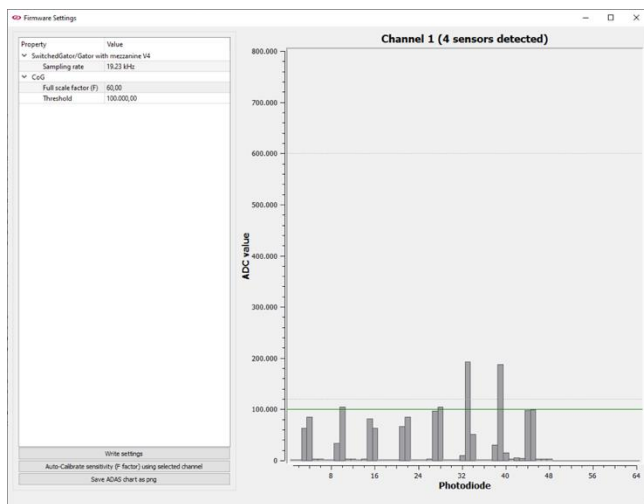 Firmware Settings
Property Value
SwitchedGator/Gator with mezzanine V4
Sampling rate 19.23 kHz
CoG
Full scale factor (F) 60,00
Threshold 100.000,00
Write settings
Auto-Calibrate sensitivity (F factor) using selected channel
Save ADAS chart as png
Channel 1 (4 sensors detected)
ADC value
800.000
700.000
600.000
500.000
400.000
300.000
200.000
100.000
0
8 16 24 32 40 48 56 64
Photodiode